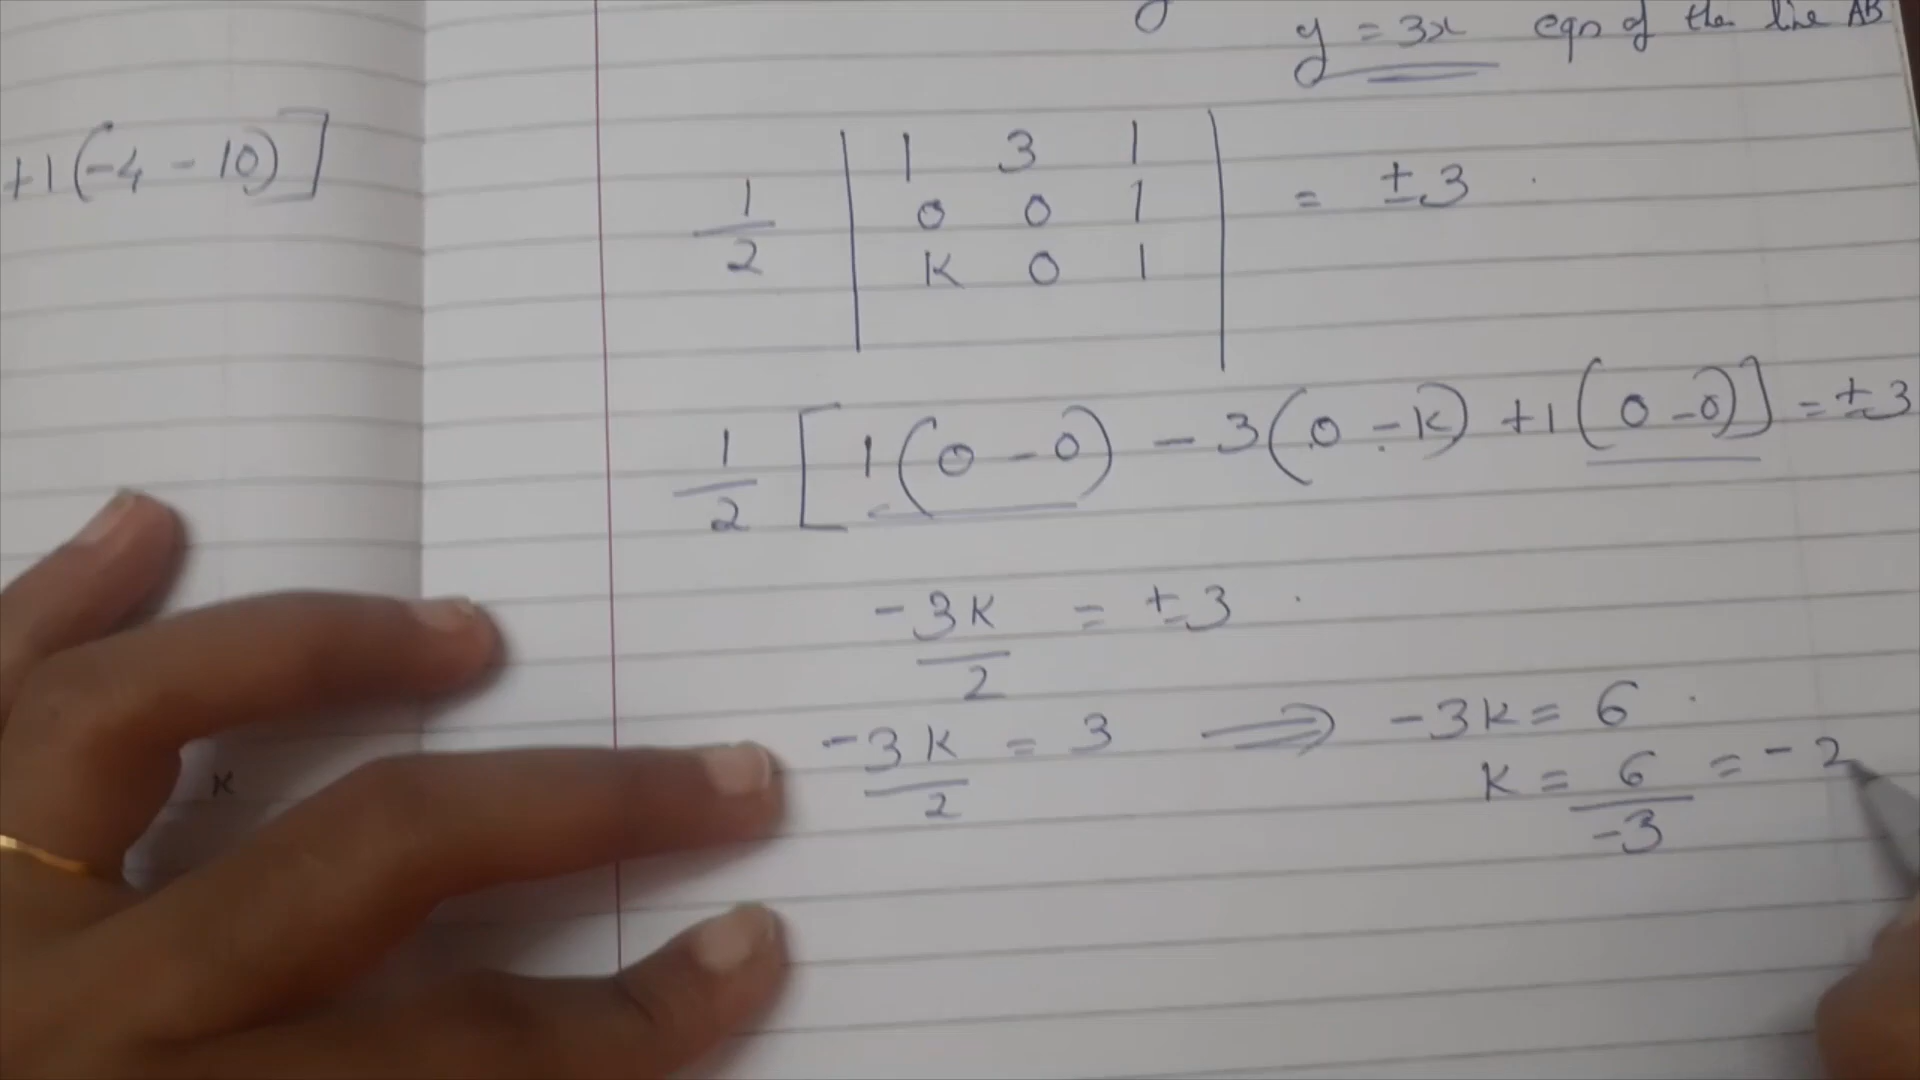 y = 3x eqn of the line AB
+1(-4 - 10)]
1/2 | 1 3 1 | = ±3
0 0 1
K 0 1
1/2 [1(0 - 0) - 3(0 - K) + 1(0 - 0)] = ±3
-3K/2 = ±3
-3K/2 = 3 ⟹ -3K = 6
K = 6/-3 = -2
K